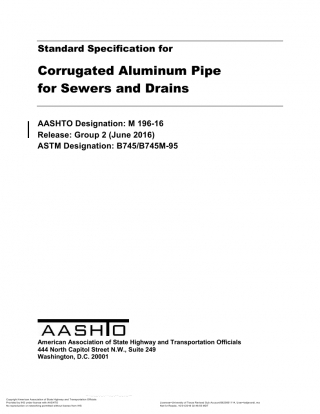 Standard Specification for
Corrugated Aluminum Pipe
for Sewers and Drains
AASHTO Designation: M 196-16
Release: Group 2 (June 2016)
ASTM Designation: B745/B745M-95
AASHTO
American Association of State Highway and Transportation Officials
444 North Capitol Street N.W., Suite 249
Washington, D.C. 20001